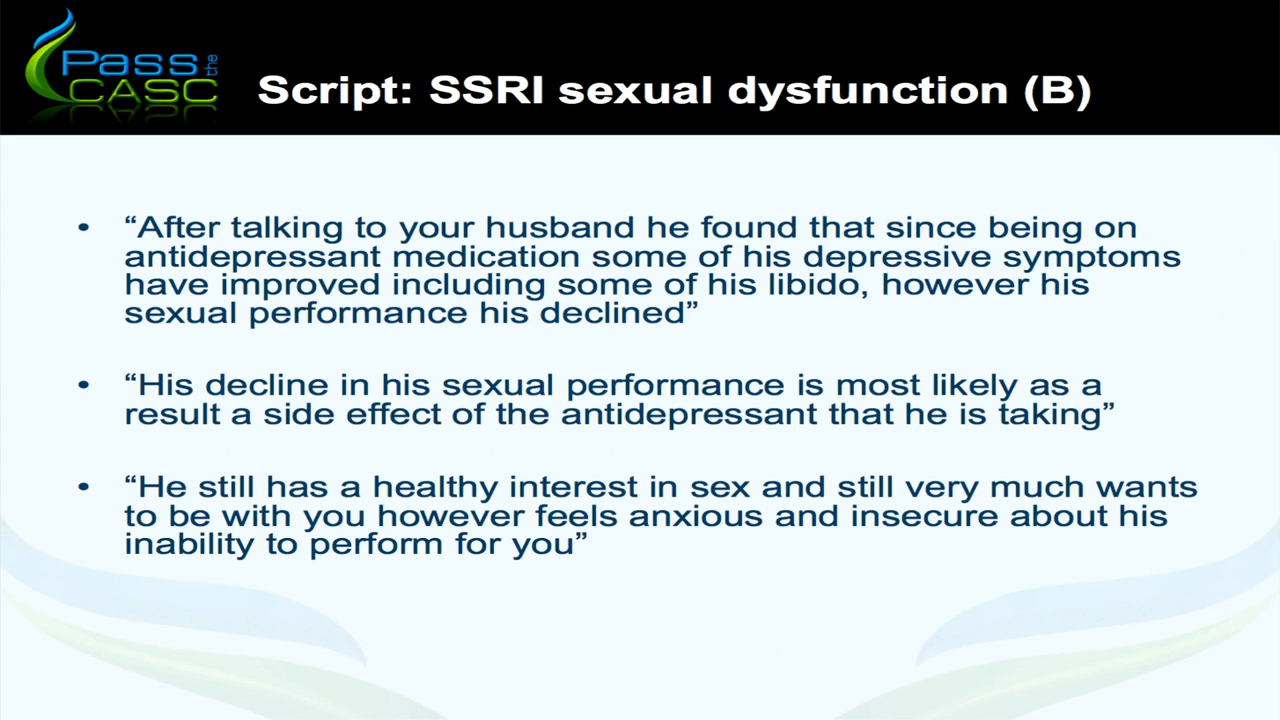 Pass the
CASC
Script: SSRI sexual dysfunction (B)
• “After talking to your husband he found that since being on
antidepressant medication some of his depressive symptoms
have improved including some of his libido, however his
sexual performance his declined”
• “His decline in his sexual performance is most likely as a
result a side effect of the antidepressant that he is taking”
• “He still has a healthy interest in sex and still very much wants
to be with you however feels anxious and insecure about his
inability to perform for you”